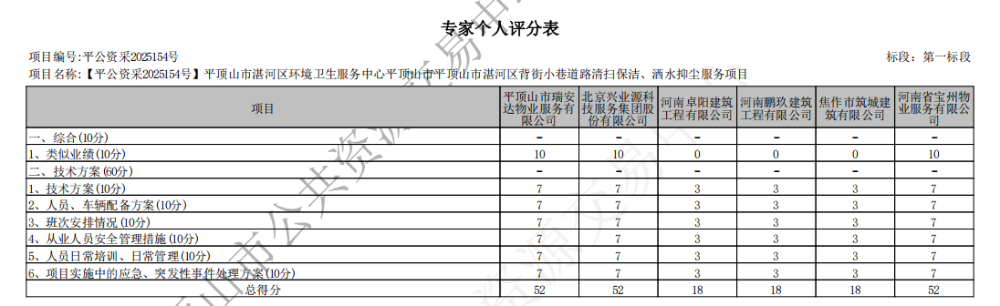 专家个人评分表
项目编号:平公资采2025154号 标段：第一标段
项目名称:【平公资采2025154号】平顶山市湛河区环境卫生服务中心平顶山市平顶山市湛河区背街小巷道路清扫保洁、洒水抑尘服务项目
项目 平顶山市瑞安达物业服务有限公司 北京兴业源科技服务集团股份有限公司 河南卓阳建筑工程有限公司 河南鹏玖建筑工程有限公司 焦作市筑城建筑有限公司 河南省宝州物业服务有限公司
一、综合(10分) - - - - - -
1、类似业绩(10分) 10 10 0 0 0 10
二、技术方案(60分) - - - - - -
1、技术方案(10分) 7 7 3 3 3 7
2、人员、车辆配备方案(10分) 7 7 3 3 3 7
3、班次安排情况(10分) 7 7 3 3 3 7
4、从业人员安全管理措施(10分) 7 7 3 3 3 7
5、人员日常培训、日常管理(10分) 7 7 3 3 3 7
6、项目实施中的应急、突发性事件处理方案(10分) 7 7 3 3 3 7
总得分 52 52 18 18 18 52